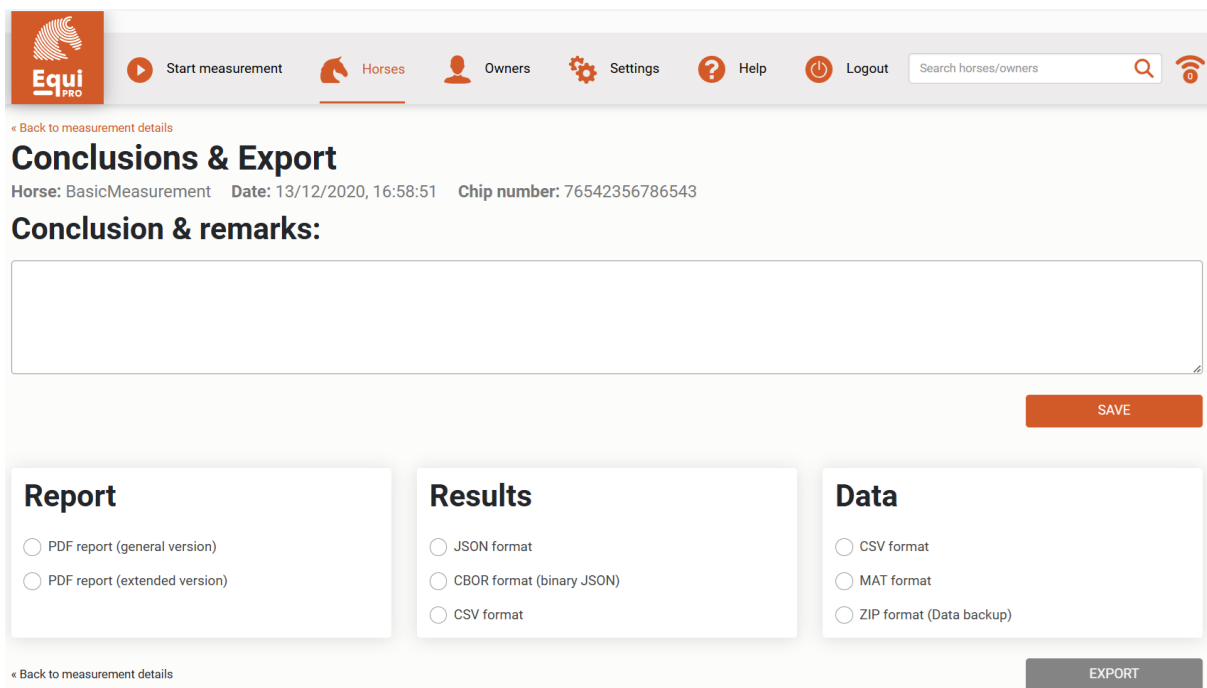 Equi
PRO
Start measurement
Horses
Owners
Settings
Help
Logout
Search horses/owners
0
« Back to measurement details
Conclusions & Export
Horse: BasicMeasurement Date: 13/12/2020, 16:58:51 Chip number: 76542356786543
Conclusion & remarks:
SAVE
Report
PDF report (general version)
PDF report (extended version)
Results
JSON format
CBOR format (binary JSON)
CSV format
Data
CSV format
MAT format
ZIP format (Data backup)
« Back to measurement details
EXPORT